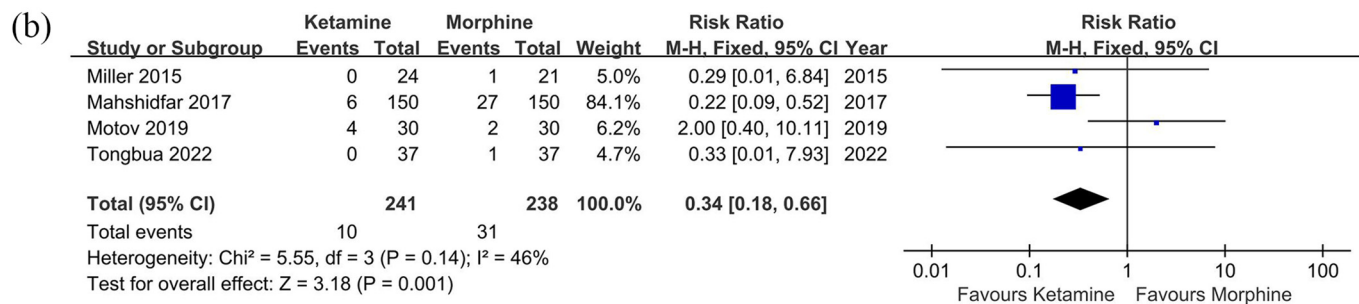 (b)
Ketamine Morphine Risk Ratio Risk Ratio
Study or Subgroup Events Total Events Total Weight M-H, Fixed, 95% CI Year M-H, Fixed, 95% CI
Miller 2015 0 24 1 21 5.0% 0.29 [0.01, 6.84] 2015
Mahshidfar 2017 6 150 27 150 84.1% 0.22 [0.09, 0.52] 2017
Motov 2019 4 30 2 30 6.2% 2.00 [0.40, 10.11] 2019
Tongbua 2022 0 37 1 37 4.7% 0.33 [0.01, 7.93] 2022
Total (95% CI) 241 238 100.0% 0.34 [0.18, 0.66]
Total events 10 31
Heterogeneity: Chi² = 5.55, df = 3 (P = 0.14); I² = 46%
Test for overall effect: Z = 3.18 (P = 0.001)
0.01 0.1 1 10 100
Favours Ketamine Favours Morphine